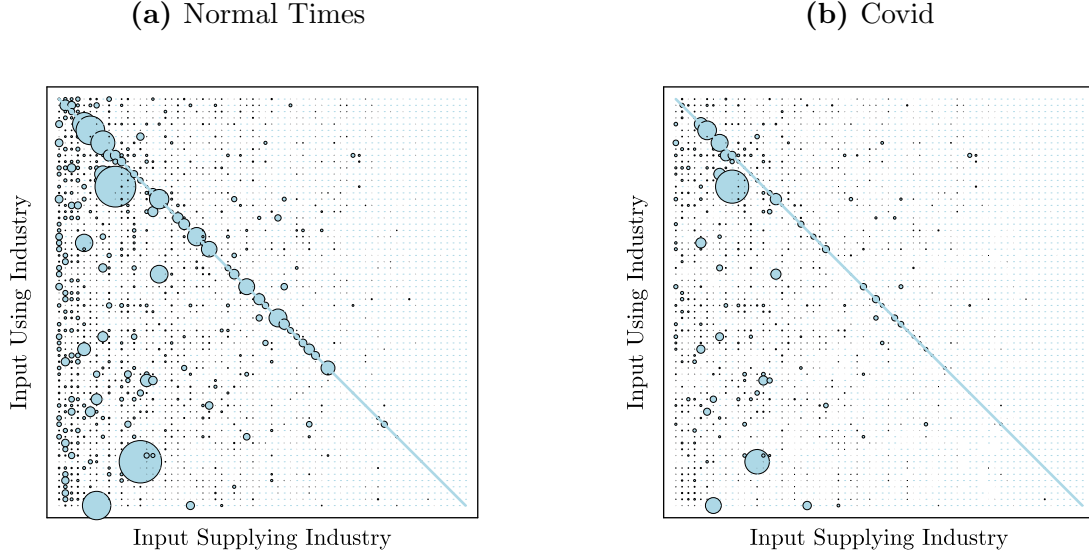 (a) Normal Times
(b) Covid
Input Using Industry
Input Supplying Industry
Input Using Industry
Input Supplying Industry